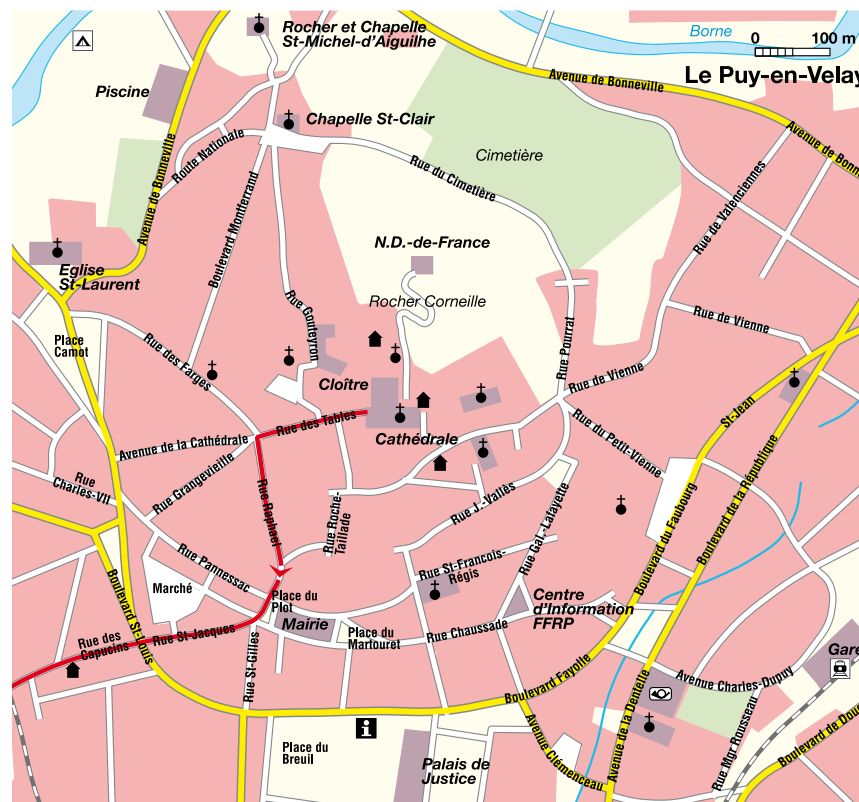 Rocher et Chapelle
St-Michel-d'Aiguilhe
Borne
0 100 m
Le Puy-en-Velay
Avenue de Bonneville
Piscine
Chapelle St-Clair
Avenue de Bonn
Cimetière
Route Nationale
Rue du Cimetière
Avenue de Bonneville
Boulevard Montferrand
Rue de Valenciennes
N.D.-de-France
Eglise
St-Laurent
Rocher Corneille
Rue Gouteyron
Place
Carnot
Rue des Farges
Rue de Vienne
Rue Pourrat
Cloître
Rue de Vienne
St-Jean
Rue des Tables
Cathédrale
Rue du Petit-Vienne
Avenue de la Cathédrale
Rue Grangevieille
Rue
Charles-VII
Rue Raphael
Rue Roche-
Taillade
Rue J.-Vallès
Rue Gal.-Lafayette
Boulevard du Faubourg
Boulevard de la République
Rue Pannessac
Rue St-François-
Régis
Marché
Place du
Plot
Centre
d'Information
FFRP
Mairie
Place du
Martouret
Rue Chaussade
Rue des
Capucins
Rue St-Jacques
Boulevard St-Louis
Rue St-Gilles
Gare
Avenue Charles-Dupuy
Boulevard Fayolle
Avenue de la Dentelle
Rue Mgr Rousseau
Avenue Clémenceau
Boulevard de Dou
Place du
Breuil
i
Palais de
Justice